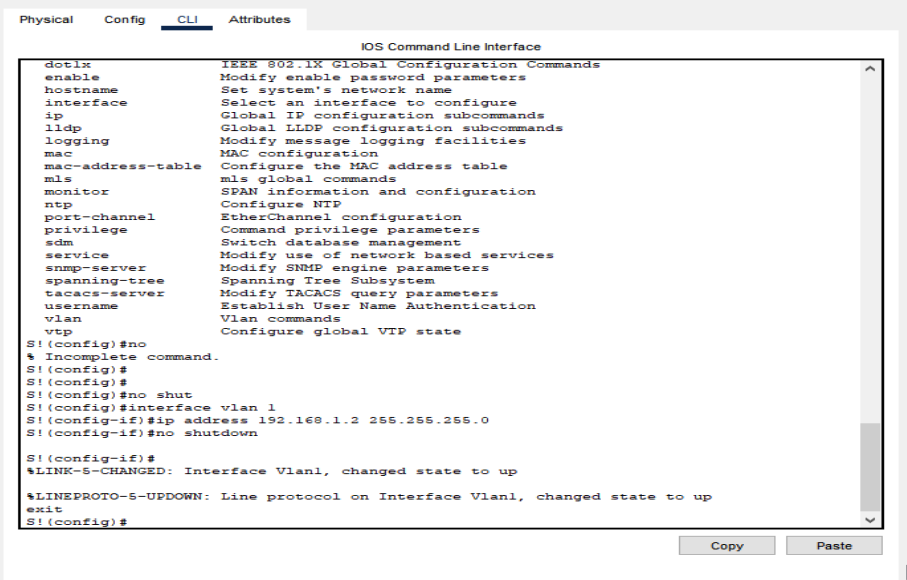 Physical Config CLI Attributes
IOS Command Line Interface
dot1x IEEE 802.1X Global Configuration Commands
enable Modify enable password parameters
hostname Set system's network name
interface Select an interface to configure
ip Global IP configuration subcommands
lldp Global LLDP configuration subcommands
logging Modify message logging facilities
mac MAC configuration
mac-address-table Configure the MAC address table
mls mls global commands
monitor SPAN information and configuration
ntp Configure NTP
port-channel EtherChannel configuration
privilege Command privilege parameters
sdm Switch database management
service Modify use of network based services
snmp-server Modify SNMP engine parameters
spanning-tree Spanning Tree Subsystem
tacacs-server Modify TACACS query parameters
username Establish User Name Authentication
vlan Vlan commands
vtp Configure global VTP state
S!(config)#no
% Incomplete command.
S!(config)#
S!(config)#
S!(config)#no shut
S!(config)#interface vlan 1
S!(config-if)#ip address 192.168.1.2 255.255.255.0
S!(config-if)#no shutdown
S!(config-if)#
%LINK-5-CHANGED: Interface Vlan1, changed state to up
%LINEPROTO-5-UPDOWN: Line protocol on Interface Vlan1, changed state to up
exit
S!(config)#
Copy Paste